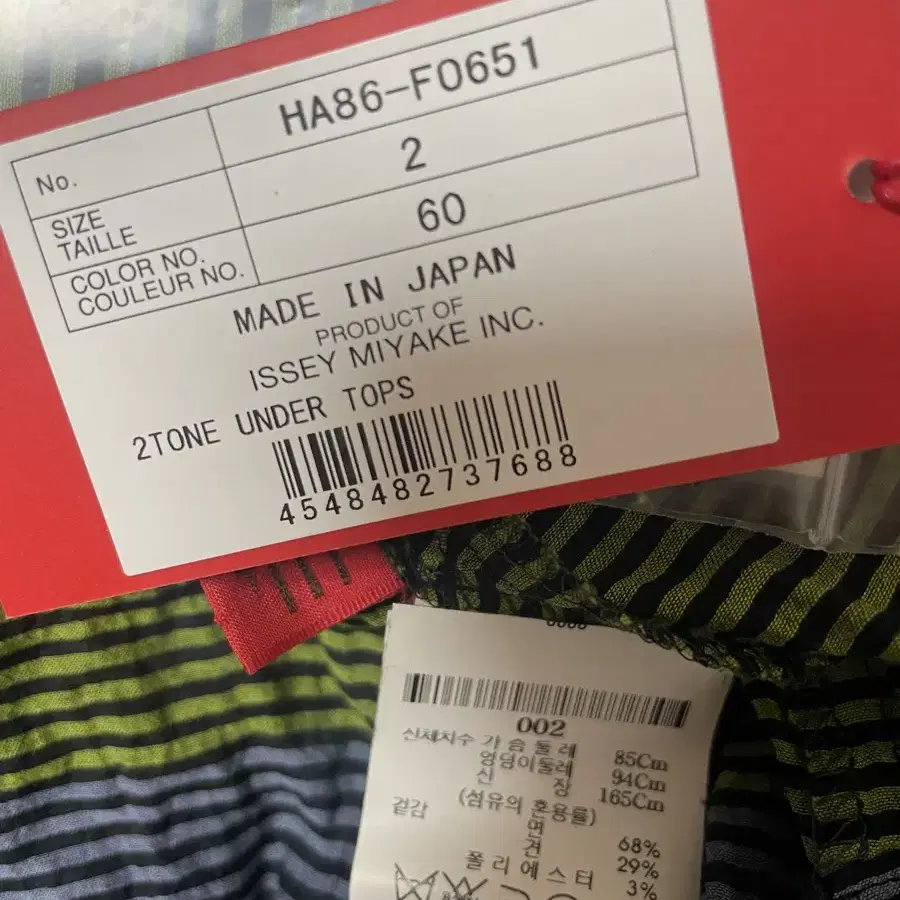 No. HA86-F0651
SIZE
TAILLE 2
COLOR NO.
COULEUR NO. 60
MADE IN JAPAN
PRODUCT OF
ISSEY MIYAKE INC.
2TONE UNDER TOPS
4548482737688
002
신체치수 가슴둘레 85Cm
엉덩이둘레 94Cm
신장 165Cm
겉감 (섬유의 혼용률)
면 68%
견 29%
폴리에스터 3%